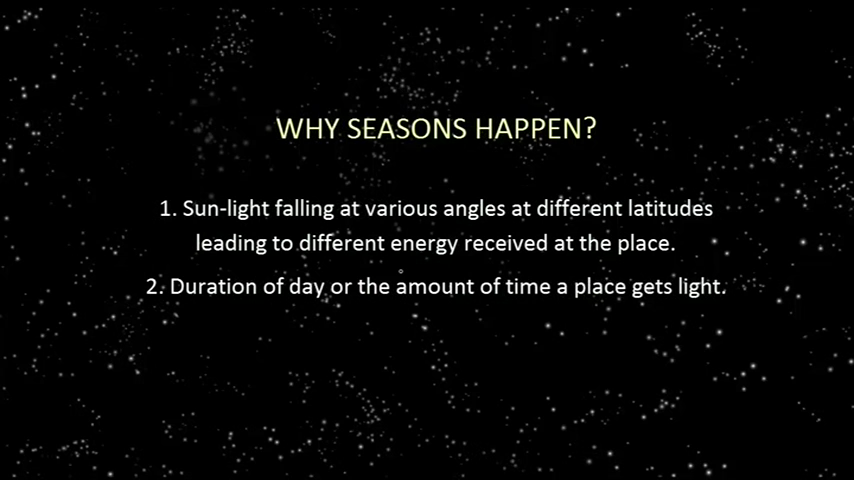 WHY SEASONS HAPPEN?
1. Sun-light falling at various angles at different latitudes
leading to different energy received at the place.
2. Duration of day or the amount of time a place gets light.